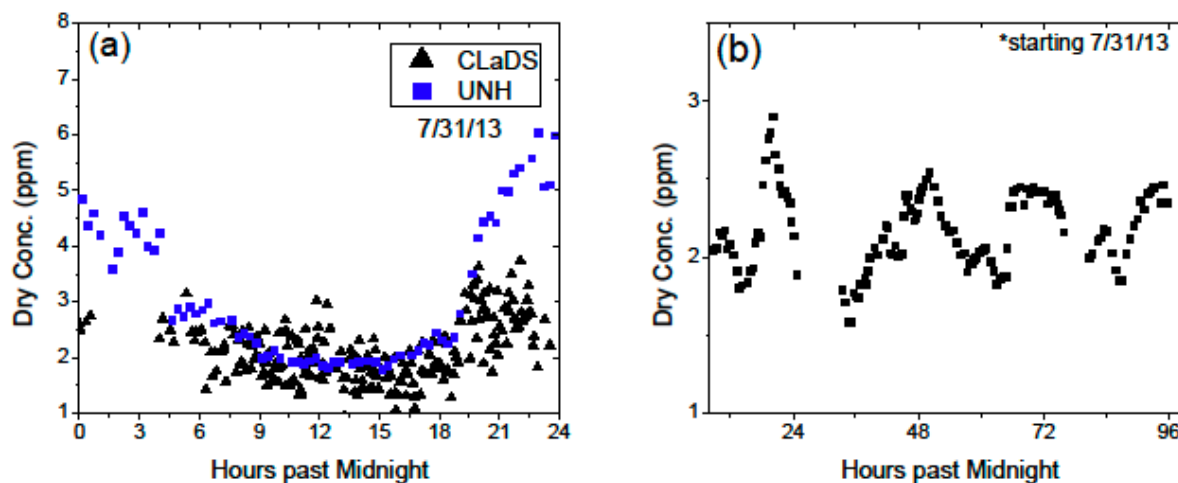 (a)
CLaDS
UNH
7/31/13
8
7
6
5
4
3
2
1
Dry Conc. (ppm)
0 3 6 9 12 15 18 21 24
Hours past Midnight
(b)
*starting 7/31/13
3
2
1
Dry Conc. (ppm)
24 48 72 96
Hours past Midnight